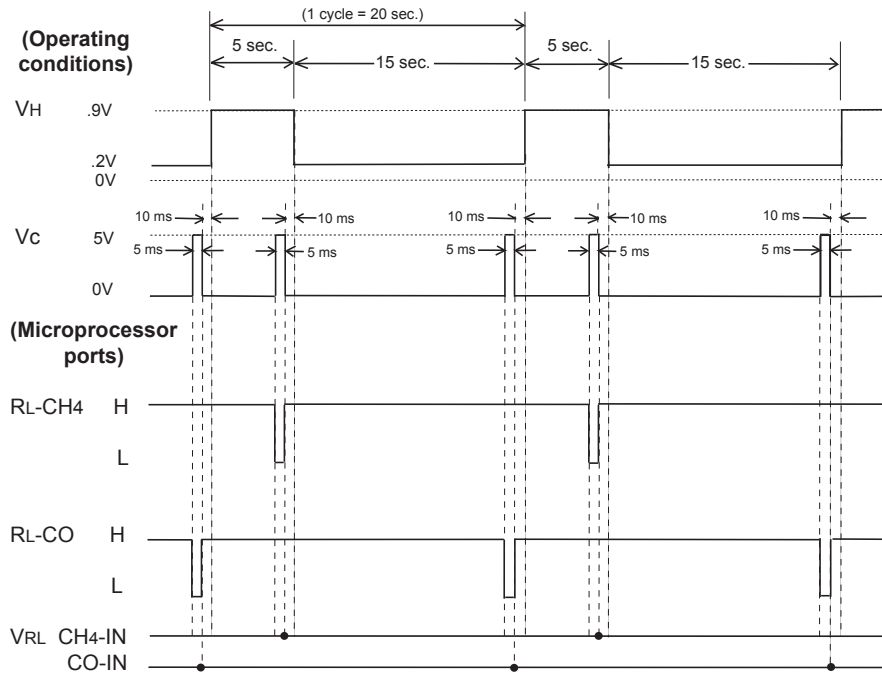 (1 cycle = 20 sec.)
(Operating
conditions)
5 sec.
15 sec.
5 sec.
15 sec.
VH
.9V
.2V
0V
10 ms
10 ms
10 ms
10 ms
10 ms
Vc
5V
5 ms
5 ms
5 ms
5 ms
5 ms
0V
(Microprocessor
ports)
RL-CH4 H
L
RL-CO H
L
VRL CH4-IN
CO-IN